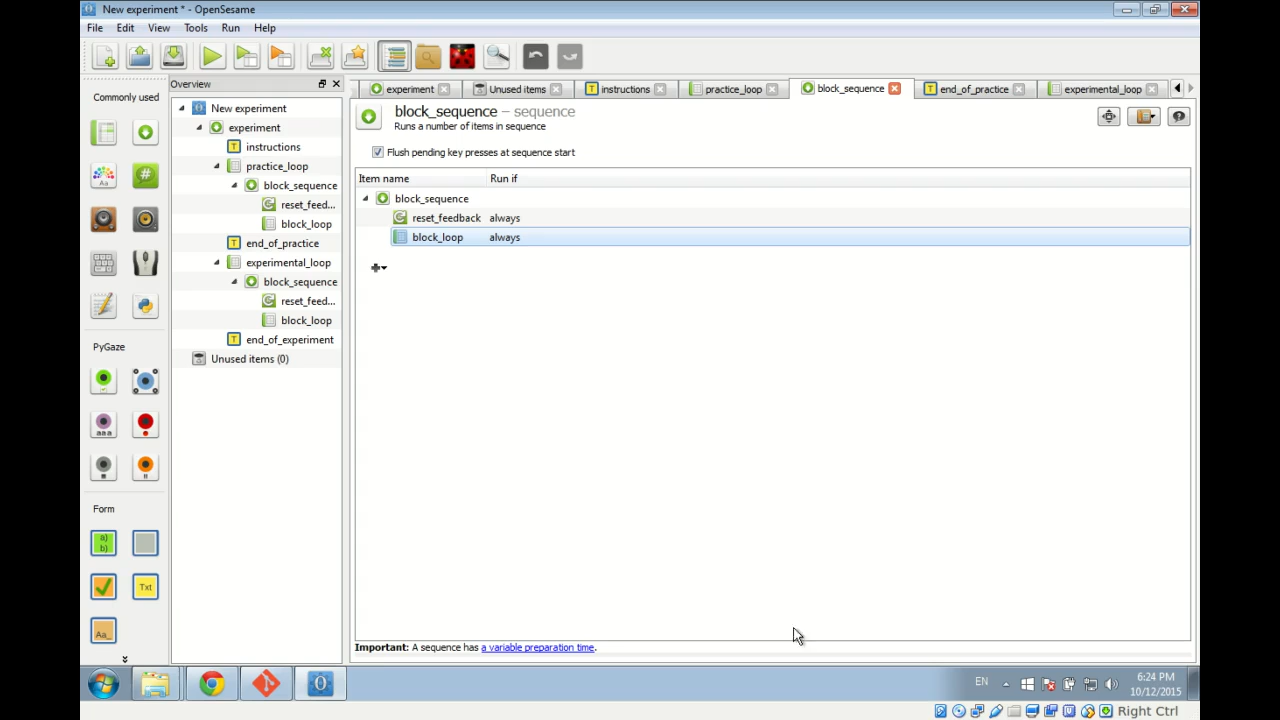 New experiment * - OpenSesame
File Edit View Tools Run Help
Commonly used
Aa
aaa
PyGaze
Form
a)
b)
Txt
Aa_
Overview
New experiment
experiment
instructions
practice_loop
block_sequence
reset_feed...
block_loop
end_of_practice
experimental_loop
block_sequence
reset_feed...
block_loop
end_of_experiment
Unused items (0)
experiment Unused items instructions practice_loop block_sequence end_of_practice experimental_loop
block_sequence – sequence
Runs a number of items in sequence
Flush pending key presses at sequence start
Item name Run if
block_sequence
reset_feedback always
block_loop always
Important: A sequence has a variable preparation time.
EN 6:24 PM
10/12/2015
Right Ctrl